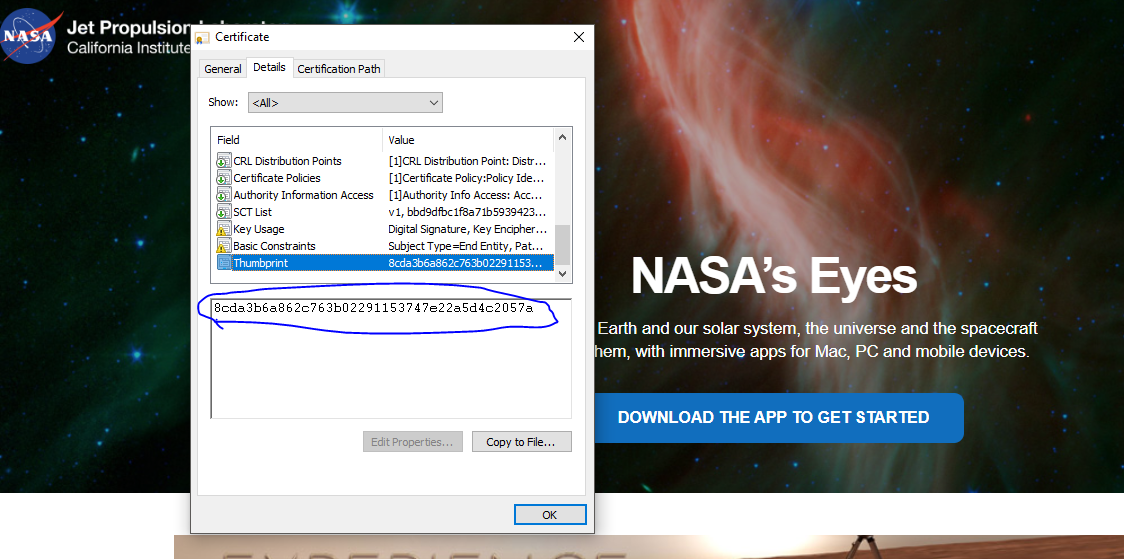 NASA
Jet Propulsion Laboratory
California Institute
Certificate
General Details Certification Path
Show: <All>
Field Value
CRL Distribution Points [1]CRL Distribution Point: Distr...
Certificate Policies [1]Certificate Policy:Policy Ide...
Authority Information Access [1]Authority Info Access: Acc...
SCT List v1, bbd9dfbc1f8a71b5939423...
Key Usage Digital Signature, Key Encipher...
Basic Constraints Subject Type=End Entity, Pat...
Thumbprint 8cda3b6a862c763b02291153...
8cda3b6a862c763b02291153747e22a5d4c2057a
Edit Properties... Copy to File...
OK
NASA’s Eyes
Earth and our solar system, the universe and the spacecraft
hem, with immersive apps for Mac, PC and mobile devices.
DOWNLOAD THE APP TO GET STARTED